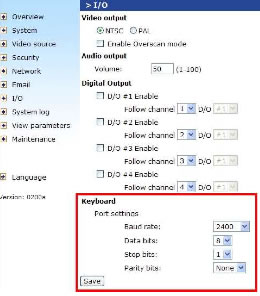 > I/O
Overview
System
Video source
Security
Network
Email
I/O
System log
View parameters
Maintenance
Language
Version: 0200a
Video output
NTSC PAL
Enable Overscan mode
Audio output
Volume: 50 (1-100)
Digital Output
D/O #1 Enable
Follow channel 1 D/O #1
D/O #2 Enable
Follow channel 2 D/O #1
D/O #3 Enable
Follow channel 3 D/O #1
D/O #4 Enable
Follow channel 4 D/O #1
Keyboard
Port settings
Baud rate: 2400
Data bits: 8
Stop bits: 1
Parity bits: None
Save